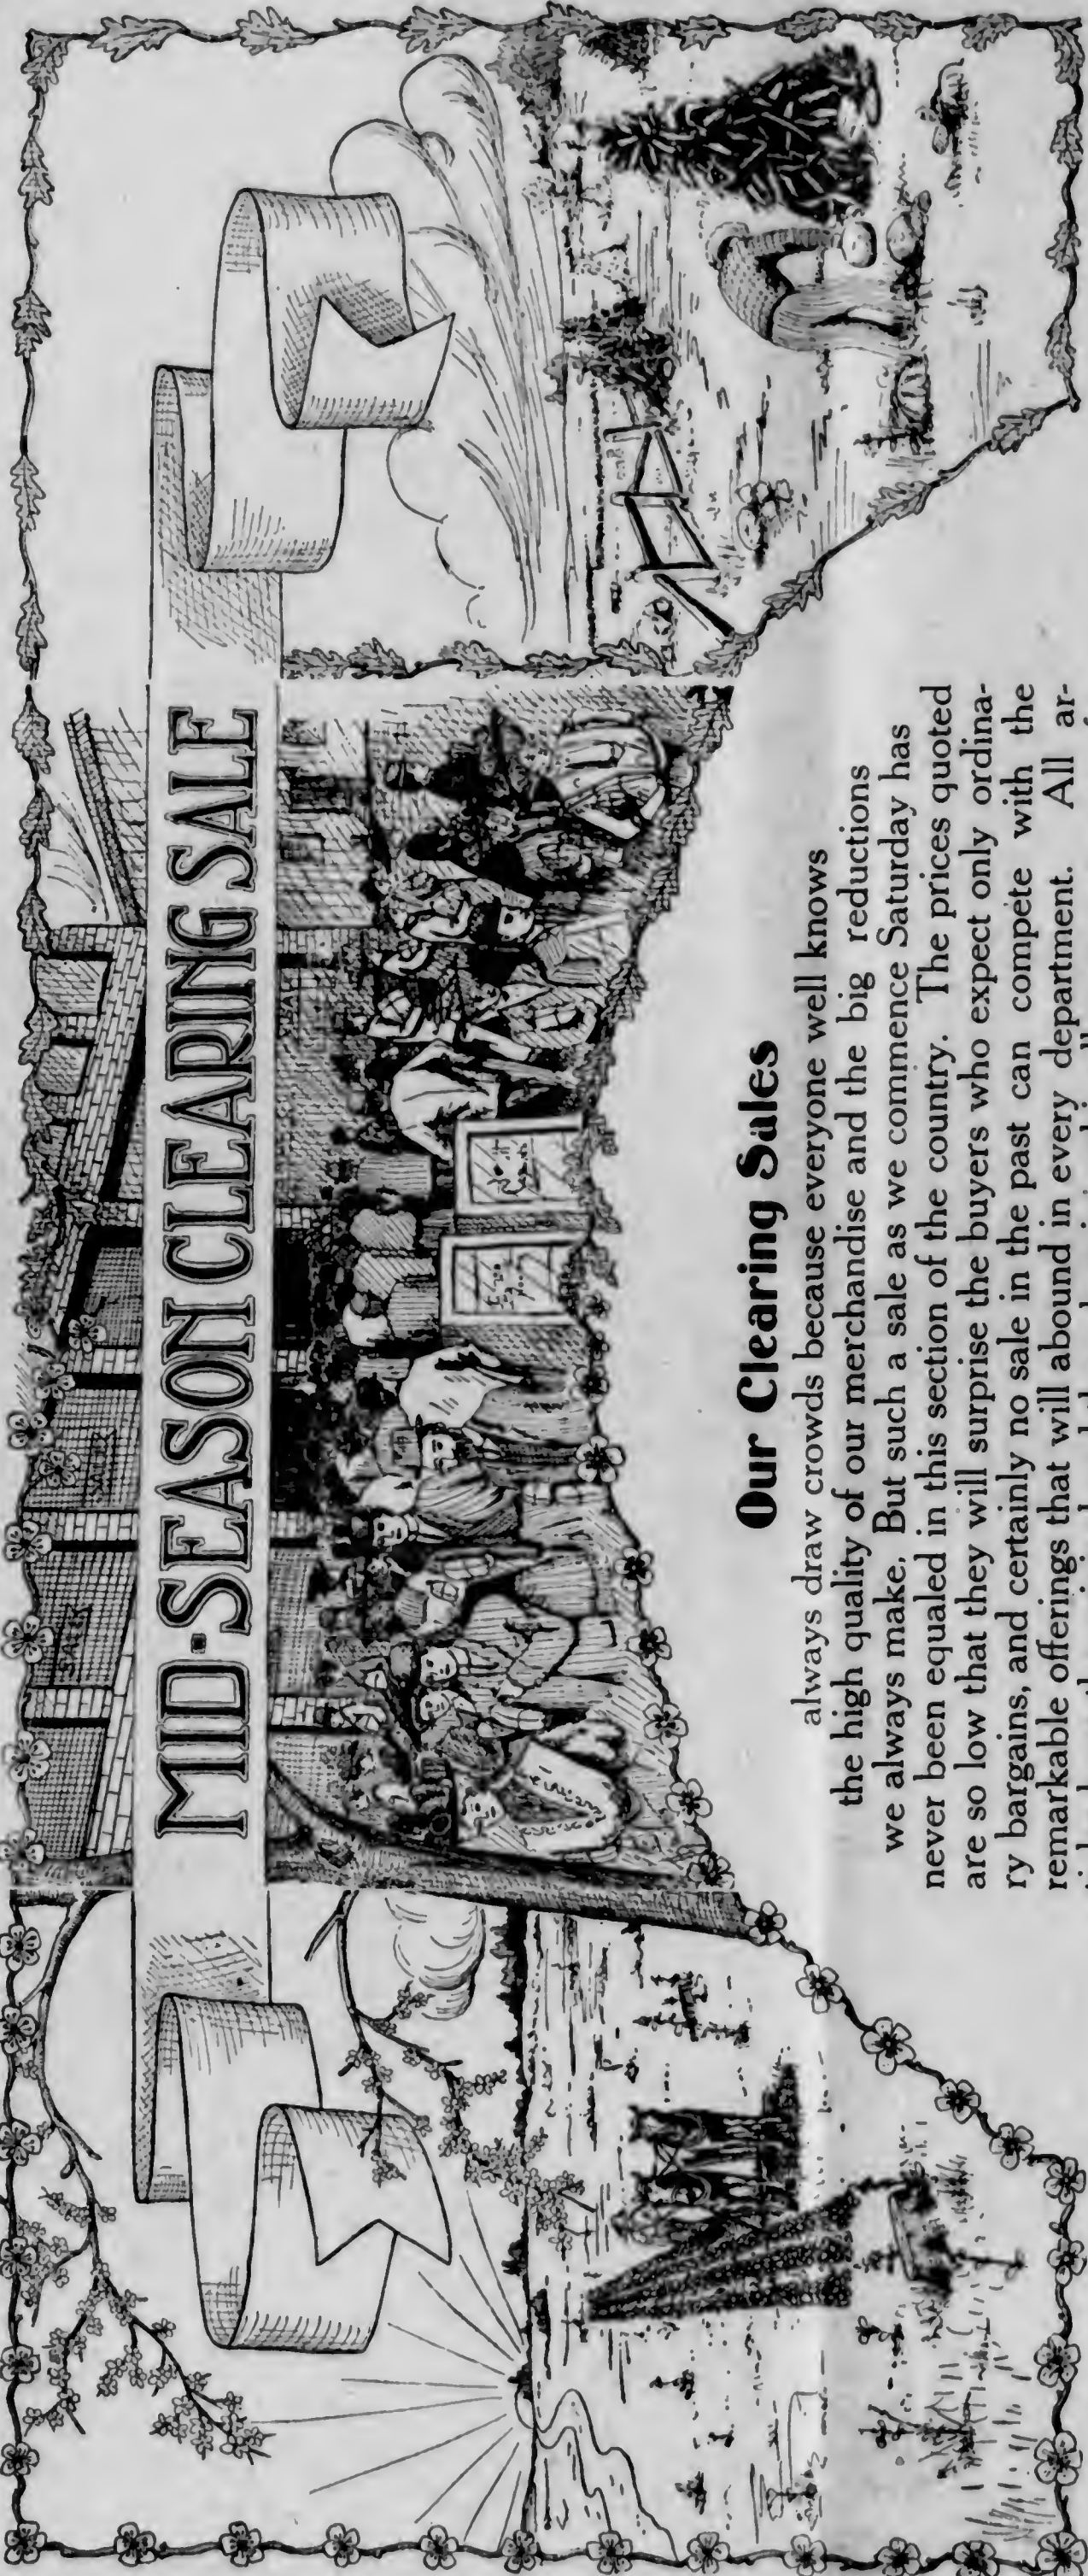 MID-SEASON CLEARING SALE
SALE
Our Clearing Sales
always draw crowds because everyone well knows
the high quality of our merchandise and the big reductions
we always make. But such a sale as we commence Saturday has
never been equaled in this section of the country. The prices quoted
are so low that they will surprise the buyers who expect only ordina-
ry bargains, and certainly no sale in the past can compete with the
remarkable offerings that will abound in every department. All ar-